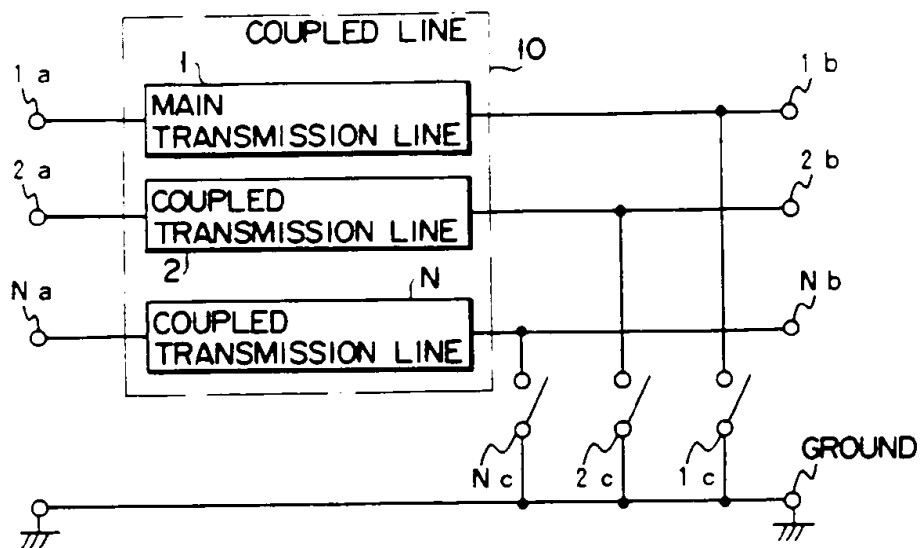 COUPLED LINE
10
1
1 a
1 b
MAIN
TRANSMISSION LINE
2 a
2 b
COUPLED
TRANSMISSION LINE
2
N
N a
N b
COUPLED
TRANSMISSION LINE
N c
2 c
1 c
GROUND